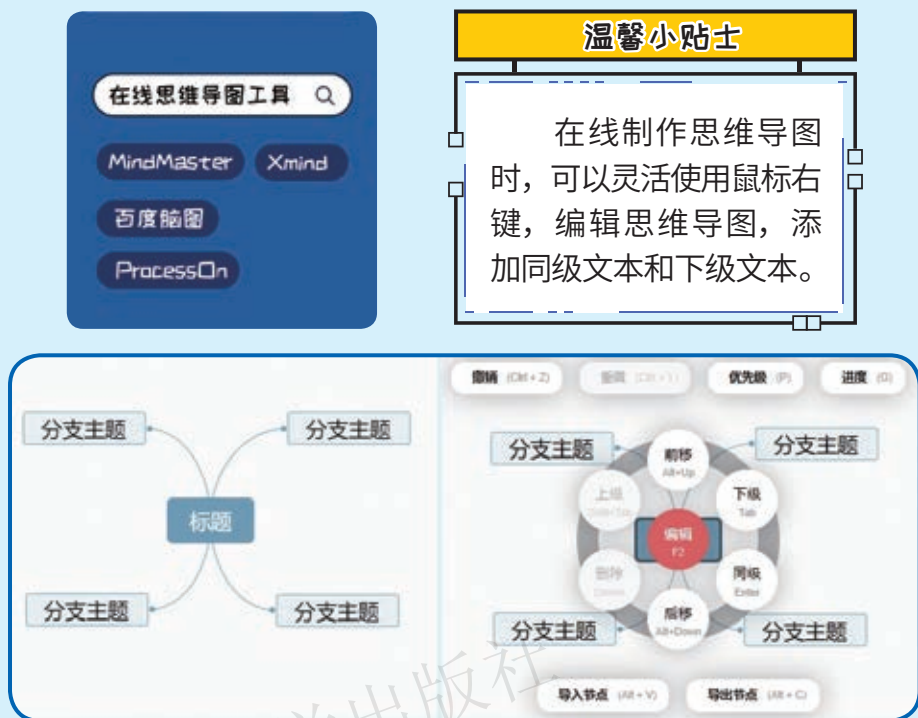 在线思维导图工具
MindMaster
Xmind
百度脑图
ProcessOn
温馨小贴士
在线制作思维导图
时，可以灵活使用鼠标右
键，编辑思维导图，添
加同级文本和下级文本。
分支主题
分支主题
标题
分支主题
分支主题
撤销 (Ctrl + Z)
优先级 (P)
进度 (G)
分支主题
分支主题
前移
Alt+Up
上级
下级
Tab
编辑
F2
删除
同级
Enter
后移
Alt+Down
分支主题
分支主题
导入节点 (Alt + V)
导出节点 (Alt + C)
出版社